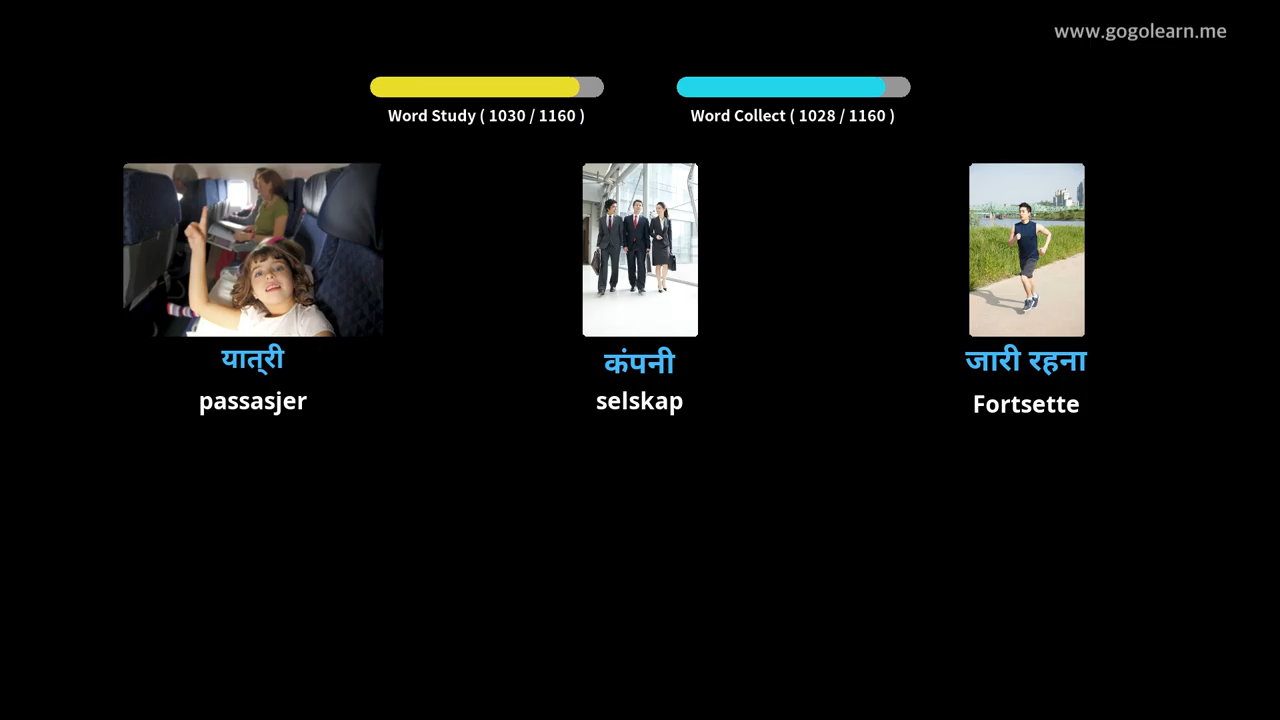 www.gogolearn.me
Word Study ( 1030 / 1160 )
Word Collect ( 1028 / 1160 )
यात्री
passasjer
कंपनी
selskap
जारी रहना
Fortsette